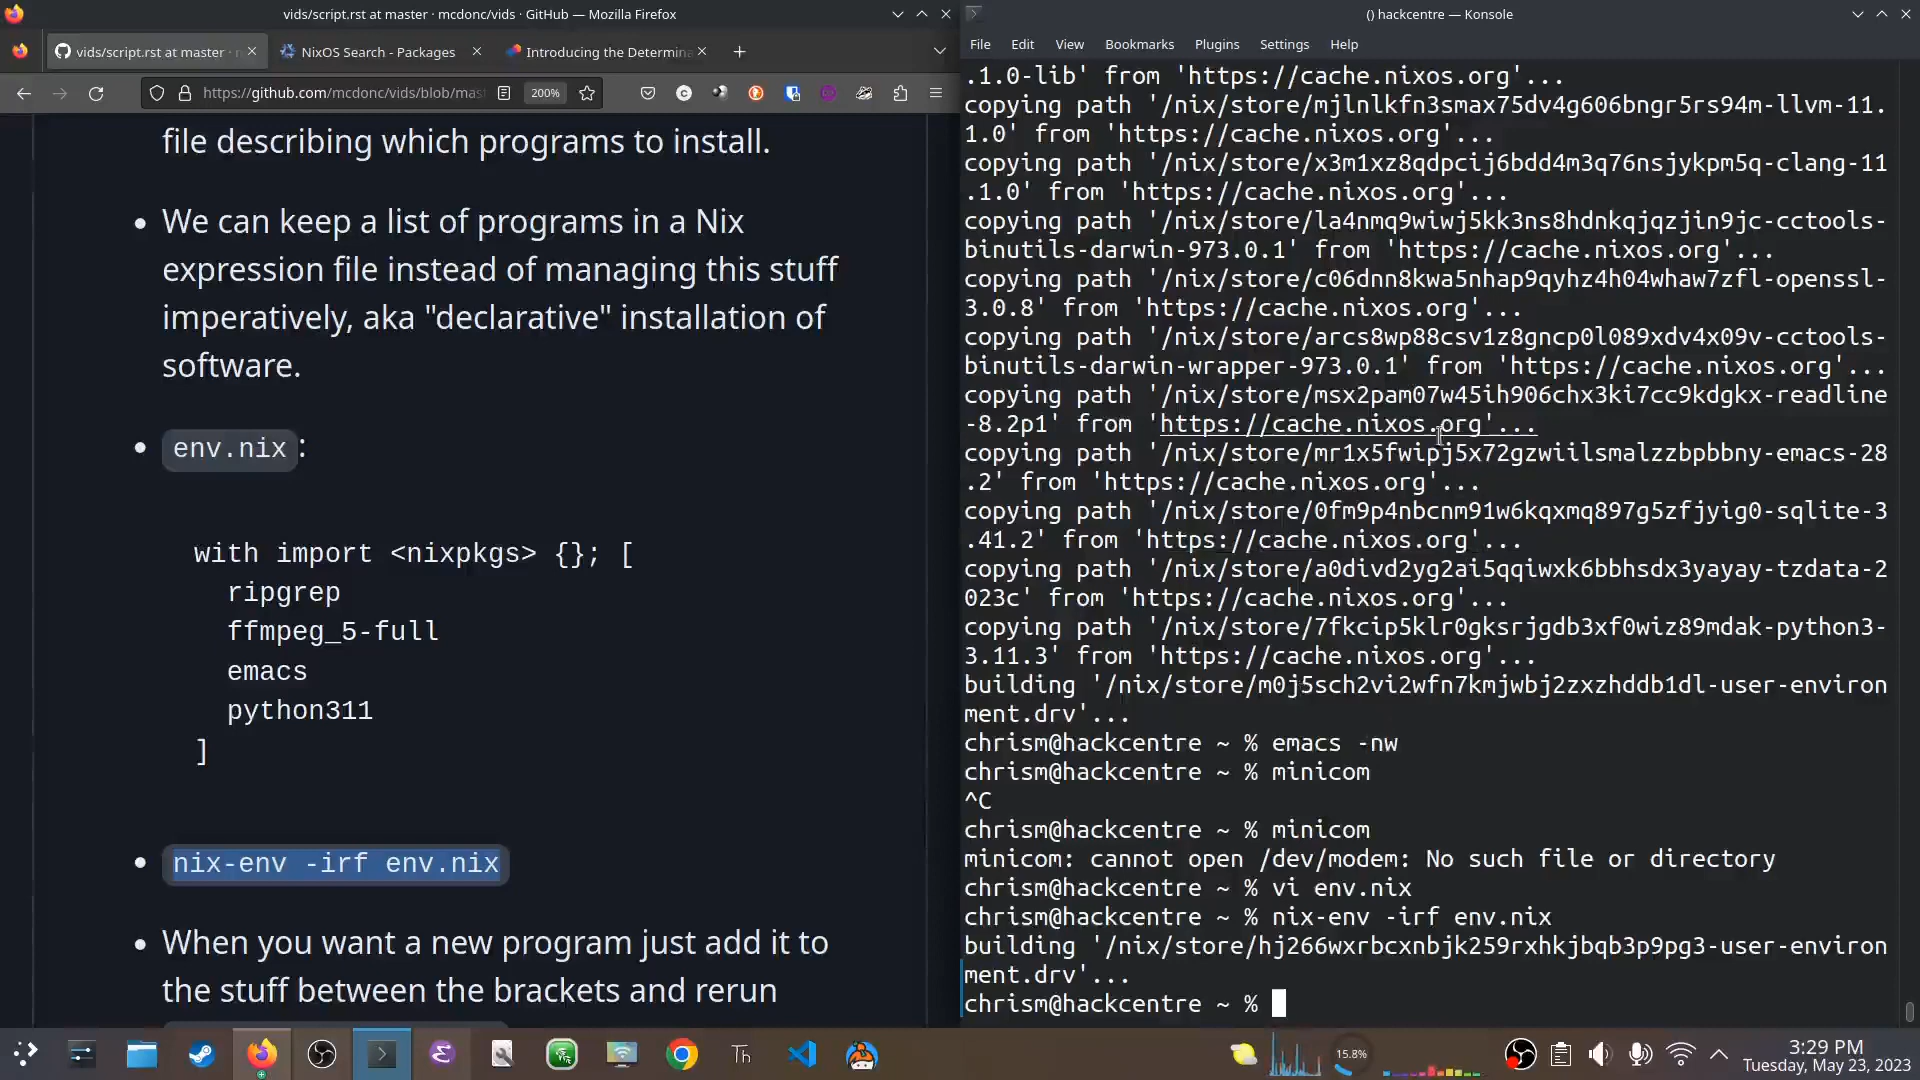 vids/script.rst at master · mcdonc/vids · GitHub — Mozilla Firefox
vids/script.rst at master ·
NixOS Search - Packages
Introducing the Determina
https://github.com/mcdonc/vids/blob/mas
200%
file describing which programs to install.
• We can keep a list of programs in a Nix
expression file instead of managing this stuff
imperatively, aka "declarative" installation of
software.
• env.nix:
with import <nixpkgs> {}; [
ripgrep
ffmpeg_5-full
emacs
python311
]
• nix-env -irf env.nix
• When you want a new program just add it to
the stuff between the brackets and rerun
() hackcentre — Konsole
File Edit View Bookmarks Plugins Settings Help
.1.0-lib' from 'https://cache.nixos.org'...
copying path '/nix/store/mjlnlkfn3smax75dv4g606bngr5rs94m-llvm-11.
1.0' from 'https://cache.nixos.org'...
copying path '/nix/store/x3m1xz8qdpcij6bdd4m3q76nsjykpm5q-clang-11
.1.0' from 'https://cache.nixos.org'...
copying path '/nix/store/la4nmq9wiwj5kk3ns8hdnkqjqzjin9jc-cctools-
binutils-darwin-973.0.1' from 'https://cache.nixos.org'...
copying path '/nix/store/c06dnn8kwa5nhap9qyhz4h04whaw7zfl-openssl-
3.0.8' from 'https://cache.nixos.org'...
copying path '/nix/store/arcs8wp88csv1z8gncp0l089xdv4x09v-cctools-
binutils-darwin-wrapper-973.0.1' from 'https://cache.nixos.org'...
copying path '/nix/store/msx2pam07w45ih906chx3ki7cc9kdgkx-readline
-8.2p1' from 'https://cache.nixos.org'...
copying path '/nix/store/mr1x5fwipj5x72gzwiilsmalzzbpbbny-emacs-28
.2' from 'https://cache.nixos.org'...
copying path '/nix/store/0fm9p4nbcnm91w6kqxmq897g5zfjyig0-sqlite-3
.41.2' from 'https://cache.nixos.org'...
copying path '/nix/store/a0divd2yg2ai5qqiwxk6bbhsdx3yayay-tzdata-2
023c' from 'https://cache.nixos.org'...
copying path '/nix/store/7fkcip5klr0gksrjgdb3xf0wiz89mdak-python3-
3.11.3' from 'https://cache.nixos.org'...
building '/nix/store/m0j5sch2vi2wfn7kmjwbj2zxzhddb1dl-user-environ
ment.drv'...
chrism@hackcentre ~ % emacs -nw
chrism@hackcentre ~ % minicom
^C
chrism@hackcentre ~ % minicom
minicom: cannot open /dev/modem: No such file or directory
chrism@hackcentre ~ % vi env.nix
chrism@hackcentre ~ % nix-env -irf env.nix
building '/nix/store/hj266wxrbcxnbjk259rxhkjbqb3p9pg3-user-environ
ment.drv'...
chrism@hackcentre ~ %
Th
15.8%
3:29 PM
Tuesday, May 23, 2023